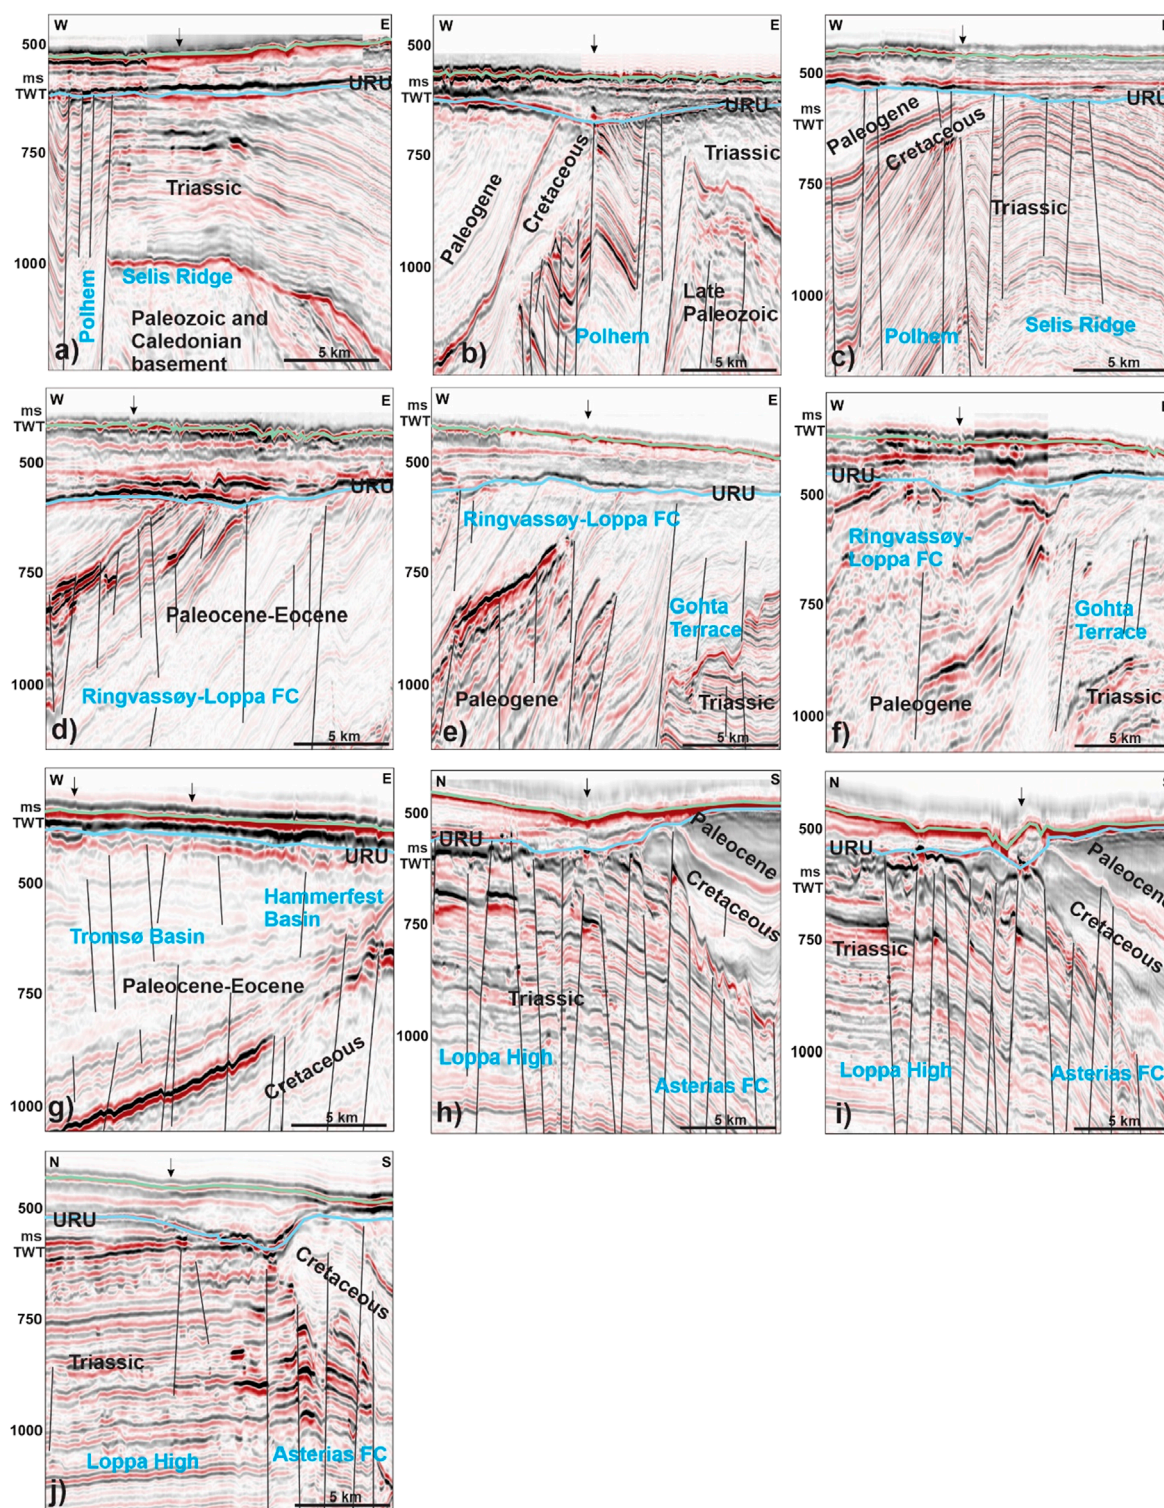 W
E
500
ms
TWT
URU
750
Triassic
1000
Selis Ridge
Polhem
Paleozoic and
Caledonian
basement
a)
5 km
W
E
500
ms
TWT
URU
750
Triassic
Paleogene
Cretaceous
1000
Late
Paleozoic
Polhem
b)
5 km
W
E
500
ms
TWT
URU
Paleogene
Cretaceous
750
Triassic
1000
Polhem
Selis Ridge
c)
5 km
W
E
ms
TWT
500
URU
Ringvassøy-Loppa FC
750
Paleocene-Eocene
1000
Ringvassøy-Loppa FC
d)
5 km
W
E
ms
TWT
500
URU
Ringvassøy-Loppa FC
750
Gohta
Terrace
1000
Paleogene
Triassic
e)
5 km
W
ms
TWT
URU
500
Ringvassøy-
Loppa FC
750
Gohta
Terrace
Paleogene
Triassic
1000
f)
5 km
W
E
ms
TWT
URU
500
Hammerfest
Basin
Tromsø Basin
750
Paleocene-Eocene
Cretaceous
1000
g)
5 km
N
S
500
URU
ms
TWT
Paleocene
Cretaceous
750
Triassic
1000
Loppa High
Asterias FC
h)
5 km
N
500
URU
ms
TWT
Paleocene
Cretaceous
750
Triassic
1000
Loppa High
Asterias FC
i)
5 km
N
S
500
URU
ms
TWT
Cretaceous
750
Triassic
1000
Loppa High
Asterias FC
j)
5 km